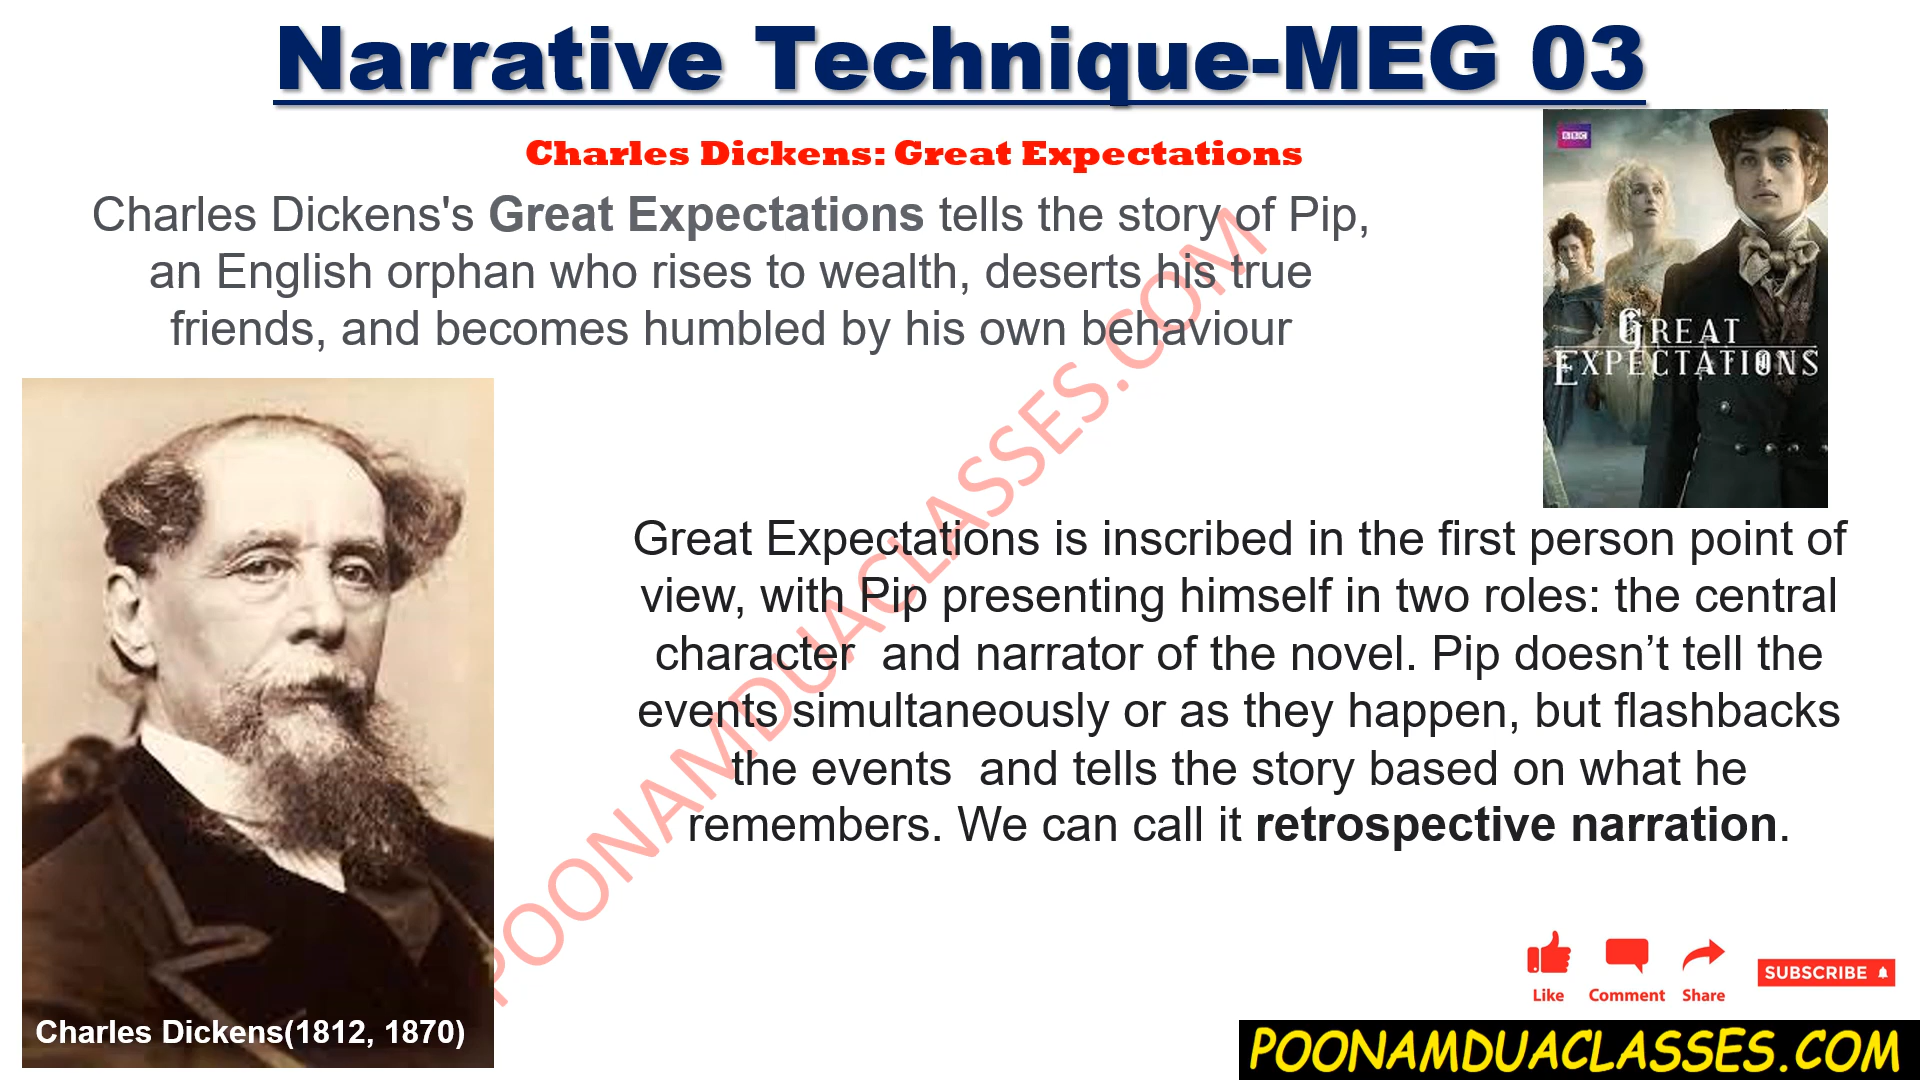 Narrative Technique-MEG 03
Charles Dickens: Great Expectations
Charles Dickens's Great Expectations tells the story of Pip,
an English orphan who rises to wealth, deserts his true
friends, and becomes humbled by his own behaviour
BBC
GREAT
EXPECTATIONS
Great Expectations is inscribed in the first person point of
view, with Pip presenting himself in two roles: the central
character  and narrator of the novel. Pip doesn’t tell the
events simultaneously or as they happen, but flashbacks
the events  and tells the story based on what he
remembers. We can call it retrospective narration.
POONAMDUACLASSES.COM
Charles Dickens(1812, 1870)
Like
Comment
Share
SUBSCRIBE
POONAMDUACLASSES.COM